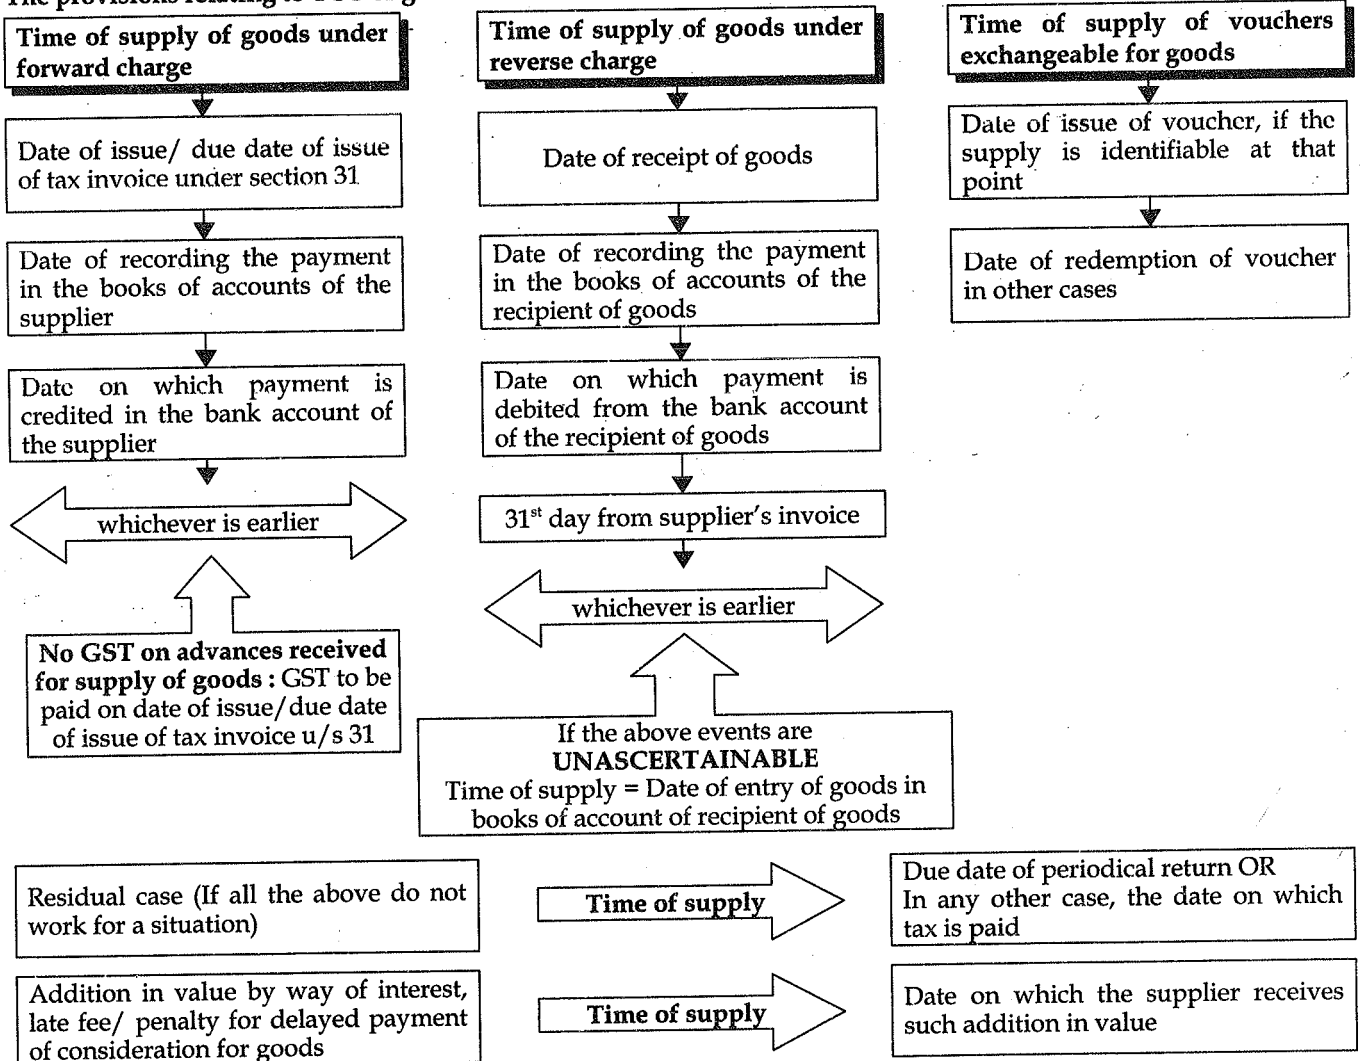 Time of supply of goods under
forward charge
Date of issue/ due date of issue
of tax invoice under section 31
Date of recording the payment
in the books of accounts of the
supplier
Date on which payment is
credited in the bank account of
the supplier
whichever is earlier
No GST on advances received
for supply of goods : GST to be
paid on date of issue/due date
of issue of tax invoice u/s 31
Time of supply of goods under
reverse charge
Date of receipt of goods
Date of recording the payment
in the books of accounts of the
recipient of goods
Date on which payment is
debited from the bank account
of the recipient of goods
31st day from supplier's invoice
whichever is earlier
If the above events are
UNASCERTAINABLE
Time of supply = Date of entry of goods in
books of account of recipient of goods
Time of supply of vouchers
exchangeable for goods
Date of issue of voucher, if the
supply is identifiable at that
point
Date of redemption of voucher
in other cases
Residual case (If all the above do not
work for a situation)
Time of supply
Due date of periodical return OR
In any other case, the date on which
tax is paid
Addition in value by way of interest,
late fee/ penalty for delayed payment
of consideration for goods
Time of supply
Date on which the supplier receives
such addition in value